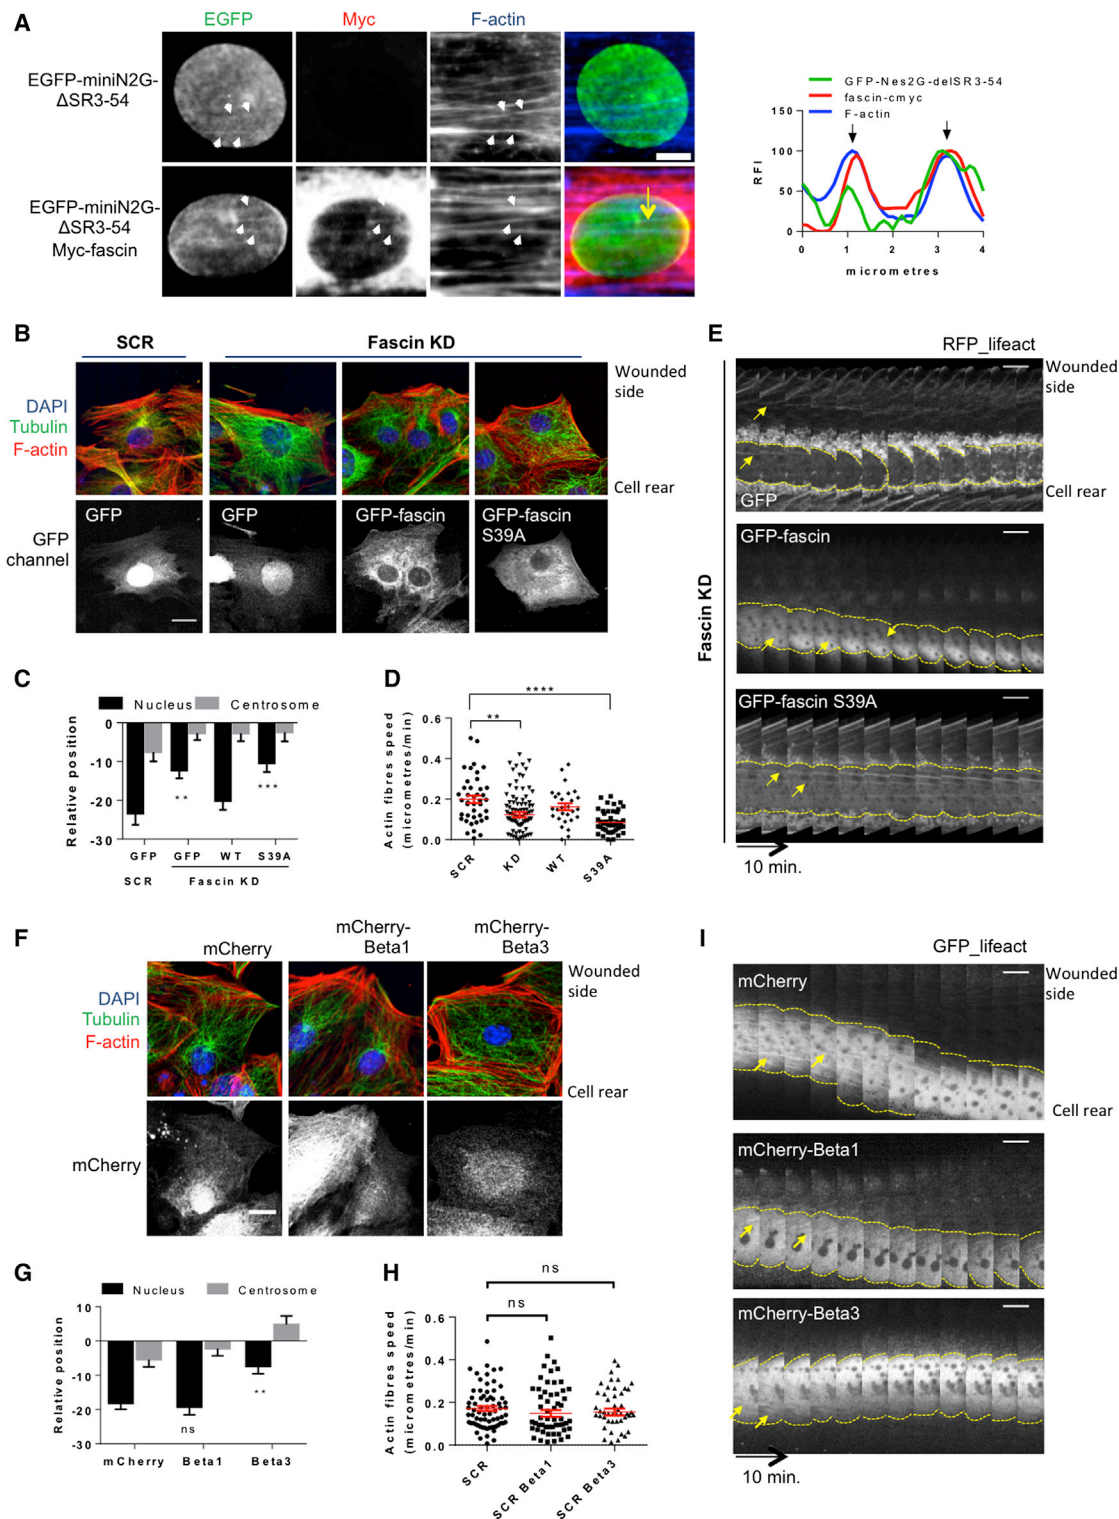 A
EGFP
Myc
F-actin
EGFP-miniN2G-
ΔSR3-54
EGFP-miniN2G-
ΔSR3-54
Myc-fascin
GFP-Nes2G-delSR3-54
fascin-cmyc
F-actin
RFI
150
100
50
0
0 1 2 3 4
micrometres
B
SCR
Fascin KD
DAPI
Tubulin
F-actin
Wounded
side
Cell rear
GFP
channel
GFP
GFP
GFP-fascin
GFP-fascin
S39A
C
Nucleus
Centrosome
Relative position
0
-10
-20
-30
**
***
GFP GFP WT S39A
SCR Fascin KD
D
****
**
Actin fibres speed
(micrometres/min)
0.6
0.4
0.2
0.0
SCR
KD
WT
S39A
E
RFP_lifeact
Wounded
side
Cell rear
Fascin KD
GFP
GFP-fascin
GFP-fascin S39A
10 min.
F
mCherry
mCherry-
Beta1
mCherry-
Beta3
DAPI
Tubulin
F-actin
Wounded
side
Cell rear
mCherry
G
Nucleus
Centrosome
Relative position
10
0
-10
-20
-30
ns
**
mCherry Beta1 Beta3
H
ns
ns
Actin fibres speed
(micrometres/min)
0.6
0.4
0.2
0.0
SCR
SCR Beta1
SCR Beta3
I
GFP_lifeact
mCherry
Wounded
side
Cell rear
mCherry-Beta1
mCherry-Beta3
10 min.